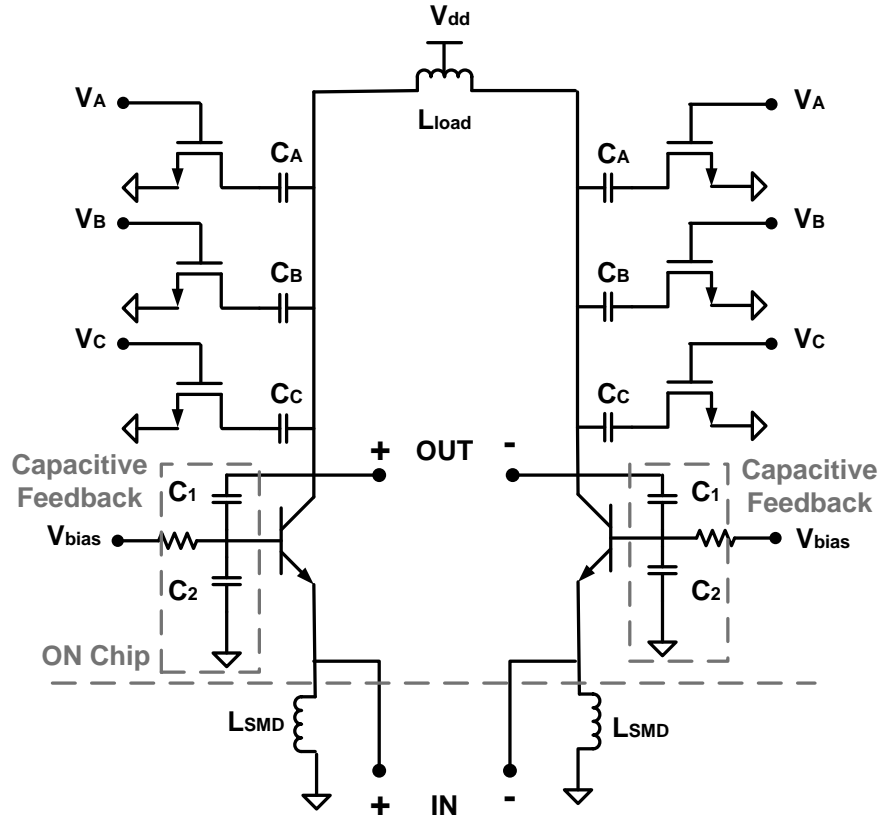 Vdd
Lload
VA
CA
CA
VA
VB
CB
CB
VB
VC
CC
CC
VC
+ OUT -
Capacitive
Feedback
Capacitive
Feedback
C1
C1
Vbias
Vbias
C2
C2
ON Chip
LSMD
LSMD
+ IN -